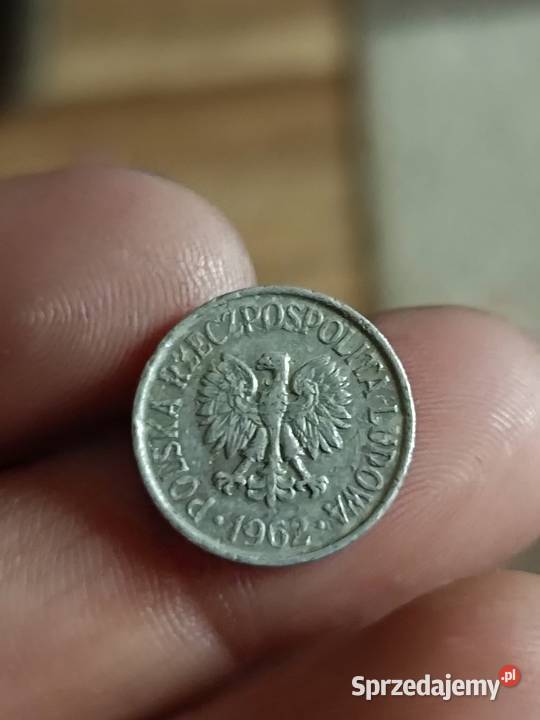 POLSKA RZECZPOSPOLITA LUDOWA
· 1962 ·
Sprzedajemy.pl